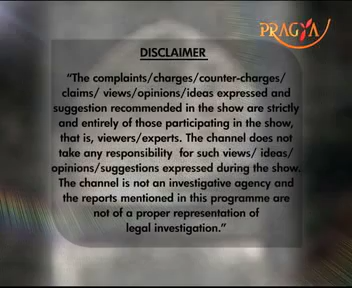 PRAGYA
DISCLAIMER
“The complaints/charges/counter-charges/
claims/ views/opinions/ideas expressed and
suggestion recommended in the show are strictly
and entirely of those participating in the show,
that is, viewers/experts. The channel does not
take any responsibility for such views/ ideas/
opinions/suggestions expressed during the show.
The channel is not an investigative agency and
the reports mentioned in this programme are
not of a proper representation of
legal investigation.”